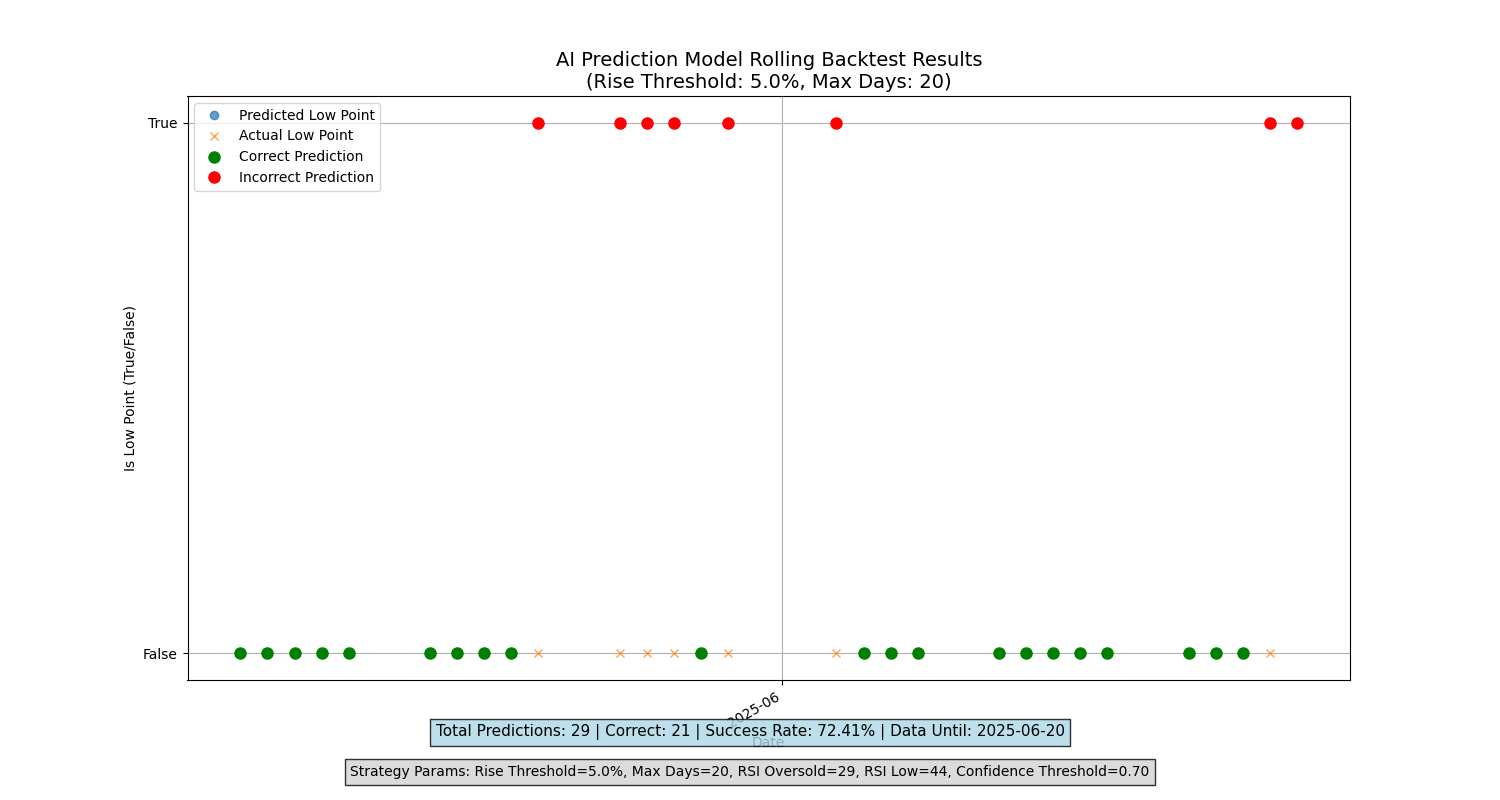 AI Prediction Model Rolling Backtest Results
(Rise Threshold: 5.0%, Max Days: 20)
True
Predicted Low Point
Actual Low Point
Correct Prediction
Incorrect Prediction
Is Low Point (True/False)
False
2025-06
Date
Total Predictions: 29 | Correct: 21 | Success Rate: 72.41% | Data Until: 2025-06-20
Strategy Params: Rise Threshold=5.0%, Max Days=20, RSI Oversold=29, RSI Low=44, Confidence Threshold=0.70